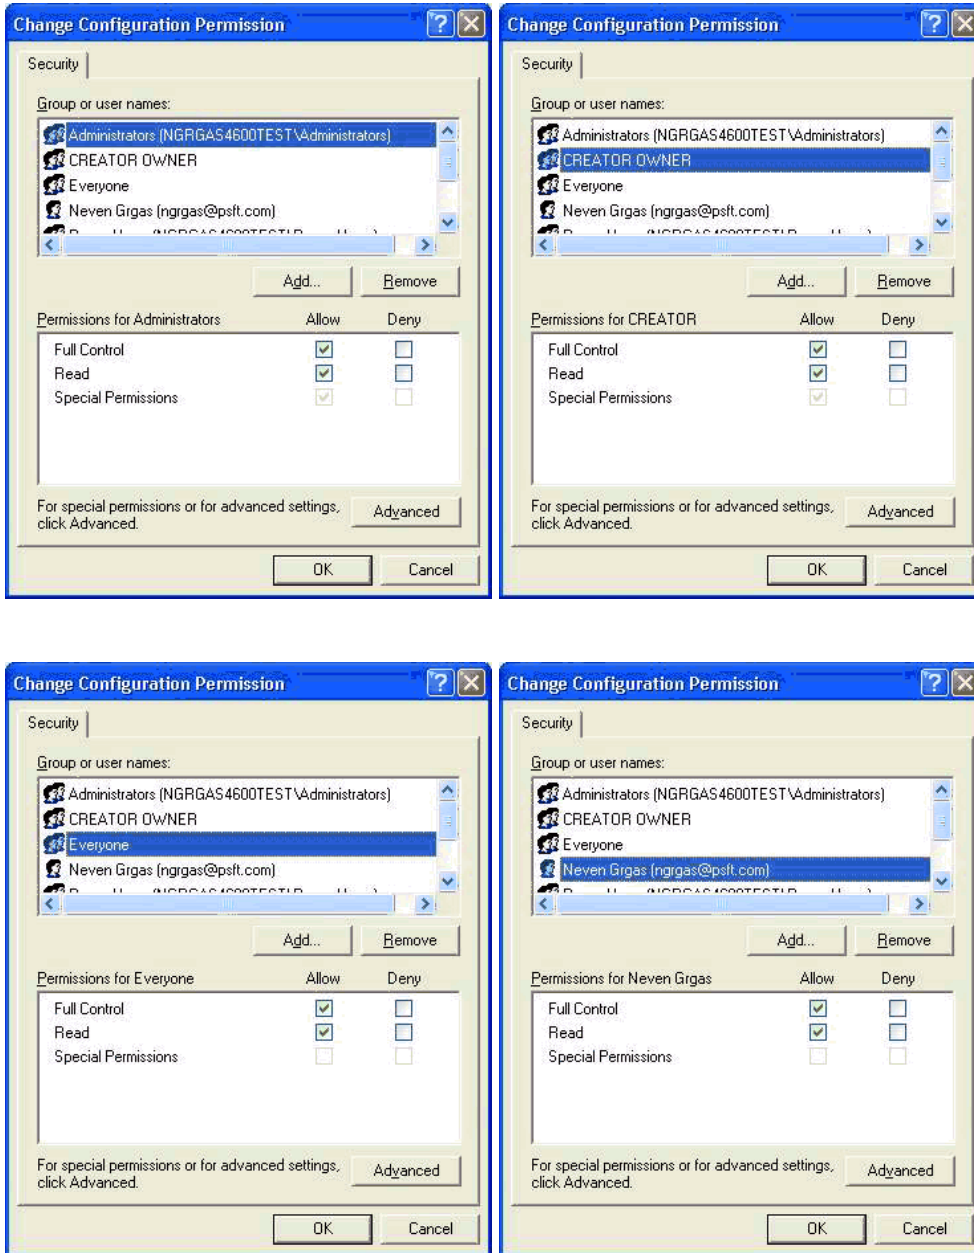 Change Configuration Permission
Security
Group or user names:
Administrators (NGRGAS4600TEST\Administrators)
CREATOR OWNER
Everyone
Neven Grgas (ngrgas@psft.com)
Add...
Remove
Permissions for Administrators
Allow
Deny
Full Control
Read
Special Permissions
For special permissions or for advanced settings,
click Advanced.
Advanced
OK
Cancel
Change Configuration Permission
Security
Group or user names:
Administrators (NGRGAS4600TEST\Administrators)
CREATOR OWNER
Everyone
Neven Grgas (ngrgas@psft.com)
Add...
Remove
Permissions for CREATOR
Allow
Deny
Full Control
Read
Special Permissions
For special permissions or for advanced settings,
click Advanced.
Advanced
OK
Cancel
Change Configuration Permission
Security
Group or user names:
Administrators (NGRGAS4600TEST\Administrators)
CREATOR OWNER
Everyone
Neven Grgas (ngrgas@psft.com)
Add...
Remove
Permissions for Everyone
Allow
Deny
Full Control
Read
Special Permissions
For special permissions or for advanced settings,
click Advanced.
Advanced
OK
Cancel
Change Configuration Permission
Security
Group or user names:
Administrators (NGRGAS4600TEST\Administrators)
CREATOR OWNER
Everyone
Neven Grgas (ngrgas@psft.com)
Add...
Remove
Permissions for Neven Grgas
Allow
Deny
Full Control
Read
Special Permissions
For special permissions or for advanced settings,
click Advanced.
Advanced
OK
Cancel